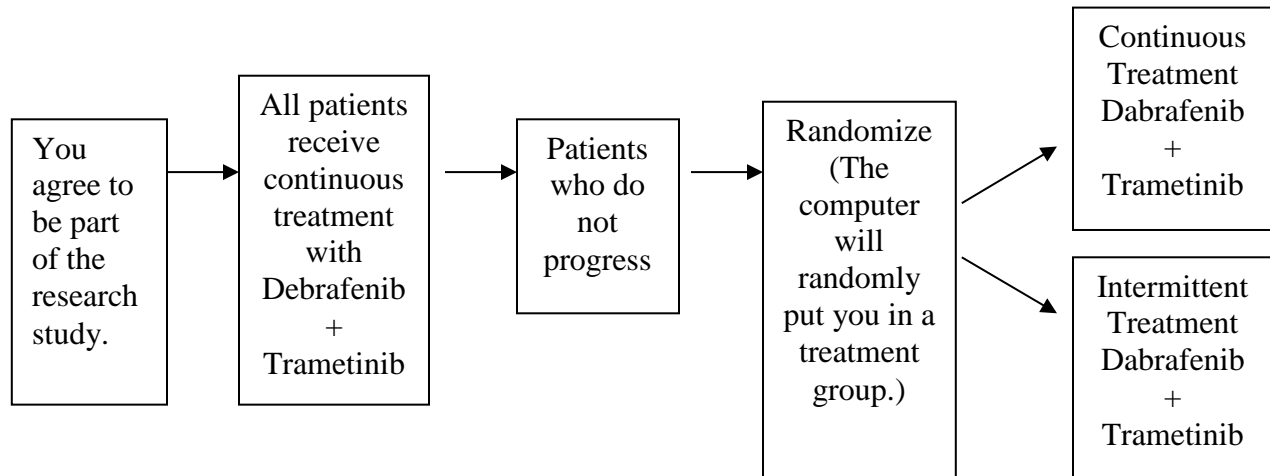 You
agree to
be part
of the
research
study.
All patients
receive
continuous
treatment
with
Debrafenib
+
Trametinib
Patients
who do
not
progress
Randomize
(The
computer
will
randomly
put you in a
treatment
group.)
Continuous
Treatment
Dabrafenib
+
Trametinib
Intermittent
Treatment
Dabrafenib
+
Trametinib